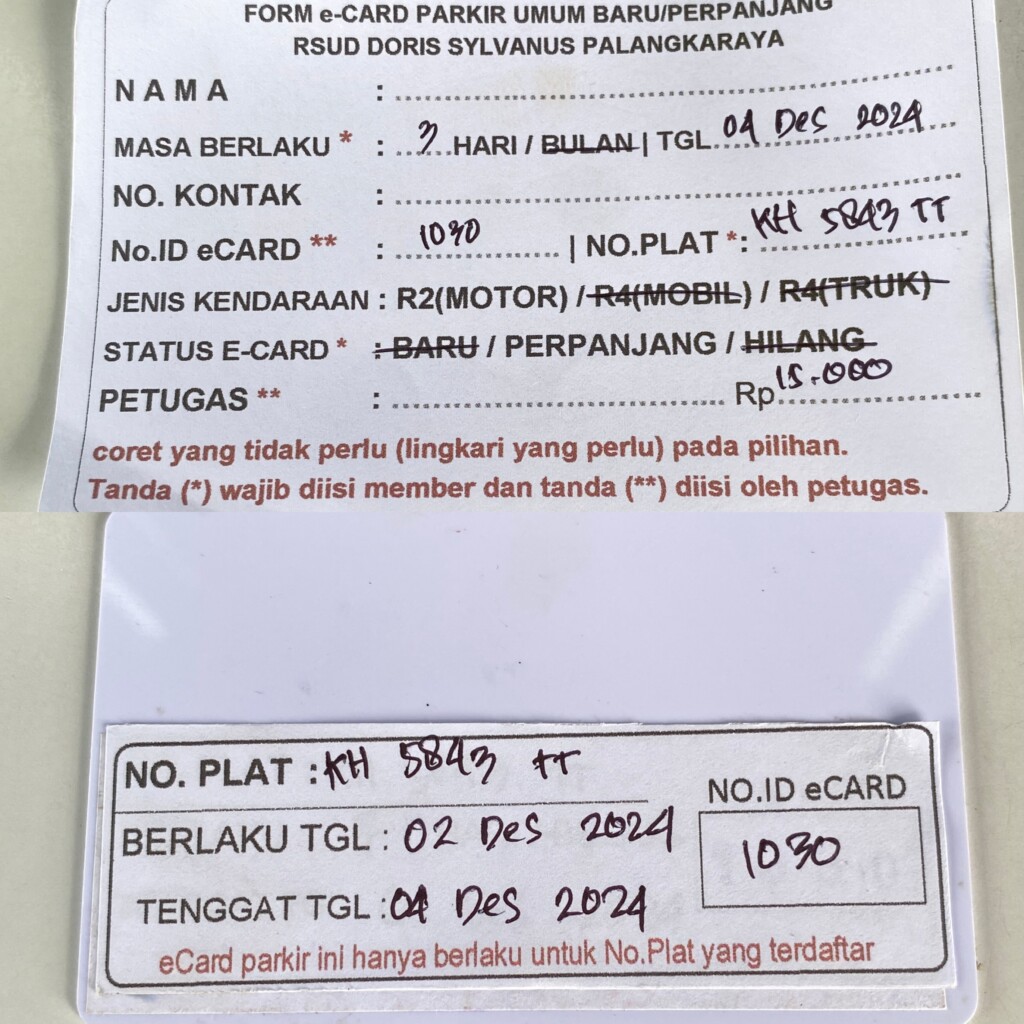 FORM e-CARD PARKIR UMUM BARU/PERPANJANG
RSUD DORIS SYLVANUS PALANGKARAYA
N A M A : ........................................
MASA BERLAKU * : 3 HARI / BULAN | TGL 04 Des 2024
NO. KONTAK : ........................................
No.ID eCARD ** : 1030 | NO.PLAT *: KH 5843 TT
JENIS KENDARAAN : R2(MOTOR) / R4(MOBIL) / R4(TRUK)
STATUS E-CARD * : BARU / PERPANJANG / HILANG
PETUGAS ** : ........................ Rp 15.000
coret yang tidak perlu (lingkari yang perlu) pada pilihan.
Tanda (*) wajib diisi member dan tanda (**) diisi oleh petugas.
NO. PLAT : KH 5843 TT
NO.ID eCARD
BERLAKU TGL : 02 Des 2024
1030
TENGGAT TGL : 04 Des 2024
eCard parkir ini hanya berlaku untuk No.Plat yang terdaftar